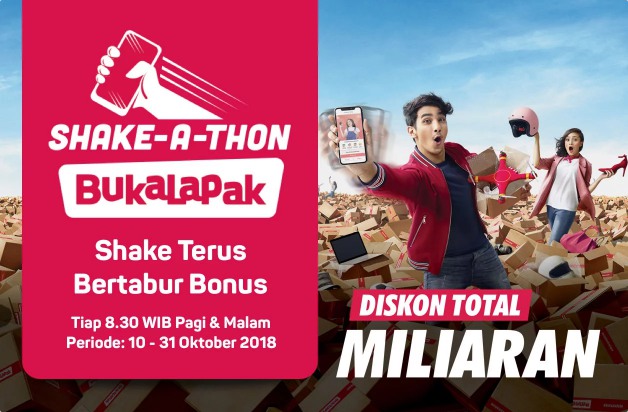 SHAKE-A-THON
BukaLapak
Shake Terus
Bertabur Bonus
Tiap 8.30 WIB Pagi & Malam
Periode: 10 - 31 Oktober 2018
DISKON TOTAL
MILIARAN